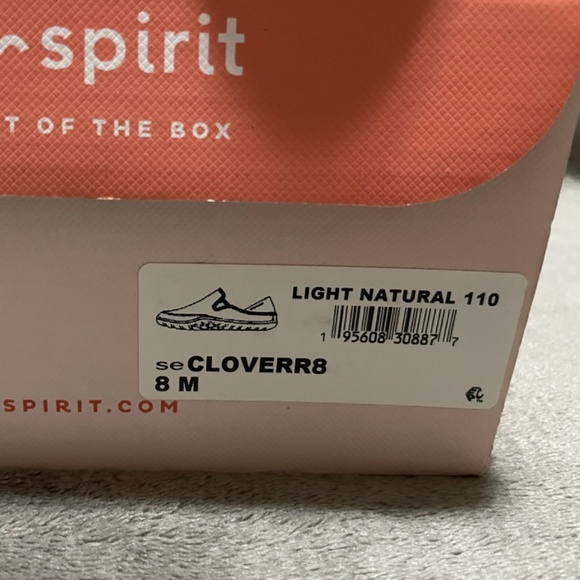 spirit
T OF THE BOX
LIGHT NATURAL 110
1 95608 30887 7
seCLOVERR8
8 M
SPIRIT.COM